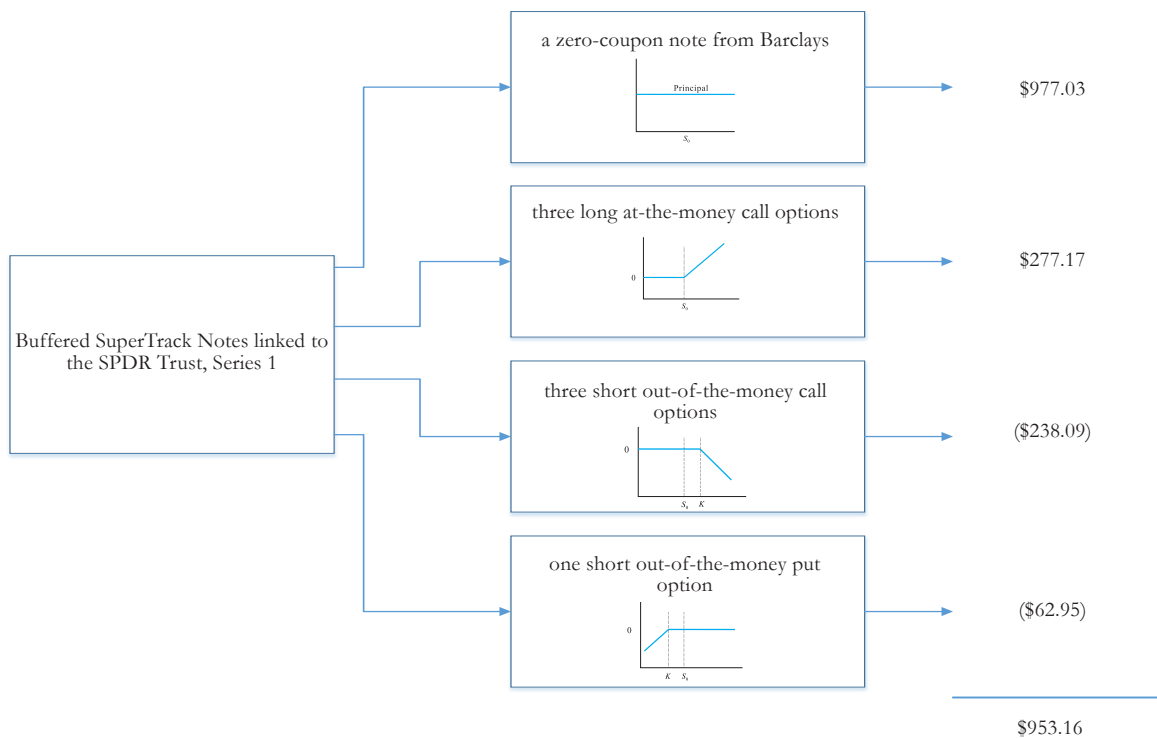 a zero-coupon note from Barclays
Principal
S0
$977.03
three long at-the-money call options
0
S0
$277.17
Buffered SuperTrack Notes linked to
the SPDR Trust, Series 1
three short out-of-the-money call
options
0
S0 K
($238.09)
one short out-of-the-money put
option
0
K S0
($62.95)
$953.16